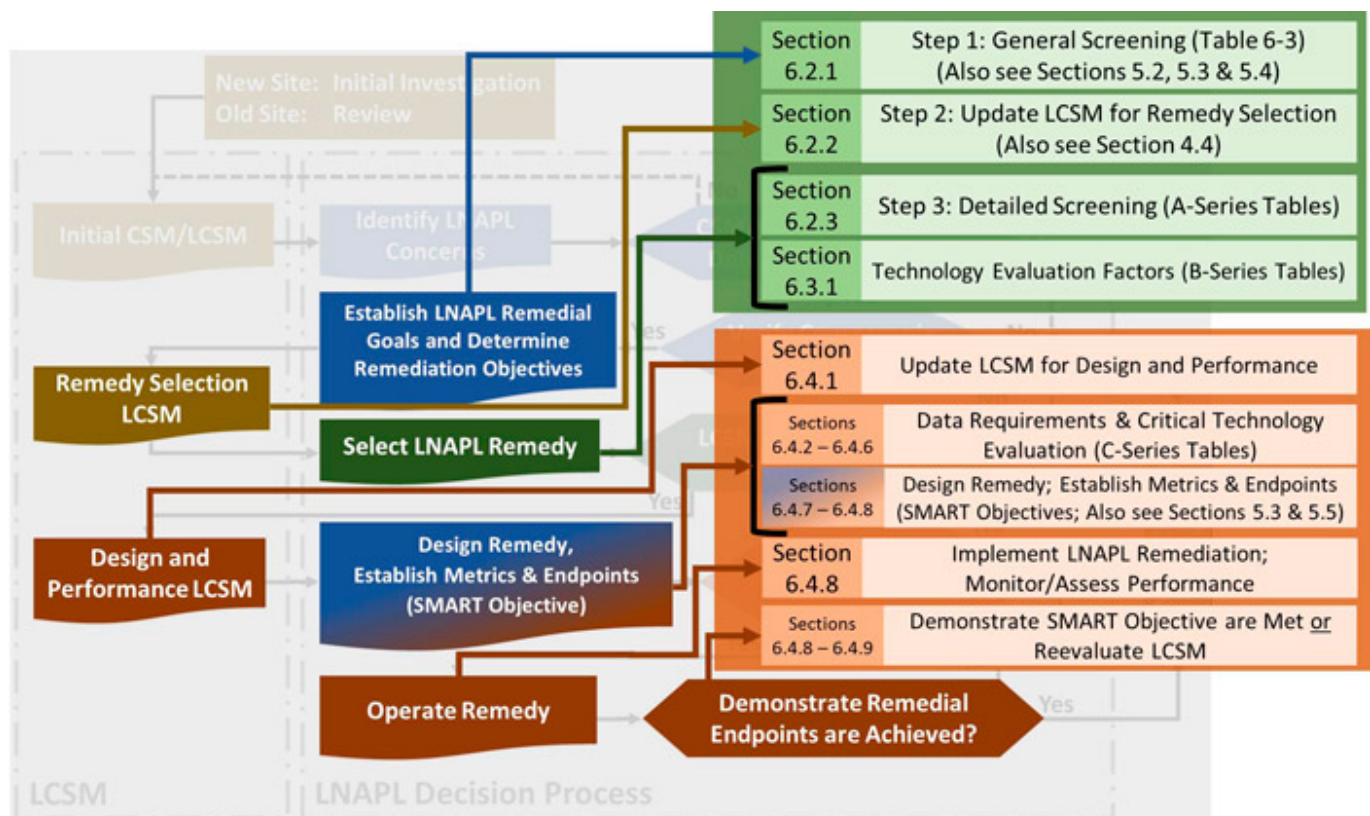 New Site: Initial Investigation
Old Site: Review
Initial CSM/LCSM
Identify LNAPL
Concerns
No
Establish LNAPL Remedial
Goals and Determine
Remediation Objectives
Yes
No
Remedy Selection
LCSM
Select LNAPL Remedy
Yes
Design and
Performance LCSM
Design Remedy,
Establish Metrics & Endpoints
(SMART Objective)
Operate Remedy
Demonstrate Remedial
Endpoints are Achieved?
Yes
LCSM
LNAPL Decision Process
Section
6.2.1
Step 1: General Screening (Table 6-3)
(Also see Sections 5.2, 5.3 & 5.4)
Section
6.2.2
Step 2: Update LCSM for Remedy Selection
(Also see Section 4.4)
Section
6.2.3
Step 3: Detailed Screening (A-Series Tables)
Section
6.3.1
Technology Evaluation Factors (B-Series Tables)
Section
6.4.1
Update LCSM for Design and Performance
Sections
6.4.2 – 6.4.6
Data Requirements & Critical Technology
Evaluation (C-Series Tables)
Sections
6.4.7 – 6.4.8
Design Remedy; Establish Metrics & Endpoints
(SMART Objectives; Also see Sections 5.3 & 5.5)
Section
6.4.8
Implement LNAPL Remediation;
Monitor/Assess Performance
Sections
6.4.8 – 6.4.9
Demonstrate SMART Objective are Met or
Reevaluate LCSM